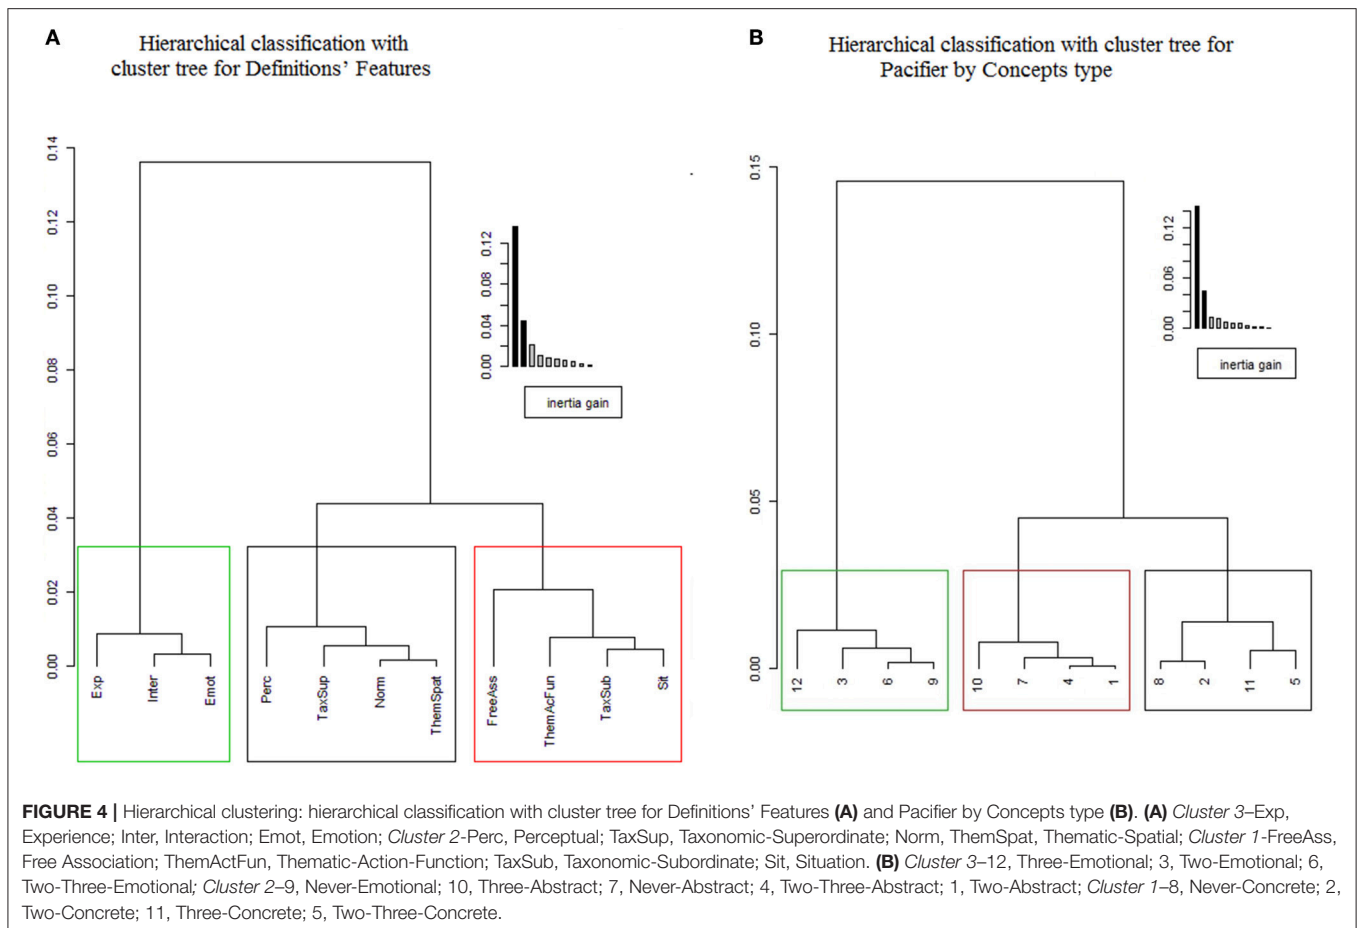 A
Hierarchical classification with
cluster tree for Definitions' Features
0.14
0.12
0.10
0.08
0.06
0.04
0.02
0.00
0.12
0.08
0.04
0.00
inertia gain
Exp
Inter
Emot
Perc
TaxSup
Norm
ThemSpat
FreeAss
ThemAcFun
TaxSub
Sit
B
Hierarchical classification with cluster tree for
Pacifier by Concepts type
0.15
0.10
0.05
0.00
0.12
0.06
0.00
inertia gain
12
3
6
9
10
7
4
1
8
2
11
5
FIGURE 4 | Hierarchical clustering: hierarchical classification with cluster tree for Definitions' Features (A) and Pacifier by Concepts type (B). (A) Cluster 3–Exp,
Experience; Inter, Interaction; Emot, Emotion; Cluster 2-Perc, Perceptual; TaxSup, Taxonomic-Superordinate; Norm, ThemSpat, Thematic-Spatial; Cluster 1-FreeAss,
Free Association; ThemActFun, Thematic-Action-Function; TaxSub, Taxonomic-Subordinate; Sit, Situation. (B) Cluster 3–12, Three-Emotional; 3, Two-Emotional; 6,
Two-Three-Emotional; Cluster 2–9, Never-Emotional; 10, Three-Abstract; 7, Never-Abstract; 4, Two-Three-Abstract; 1, Two-Abstract; Cluster 1–8, Never-Concrete; 2,
Two-Concrete; 11, Three-Concrete; 5, Two-Three-Concrete.